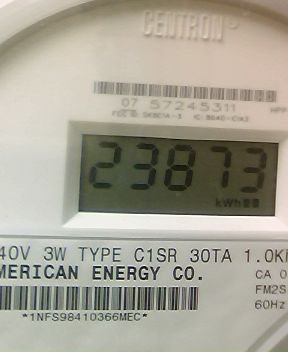 CENTRON
07 57245311
23873
kWh
40V 3W TYPE C1SR 30TA 1.0K
MERICAN ENERGY CO.
CA 0
FM2S
60Hz
*1NFS98410366MEC*